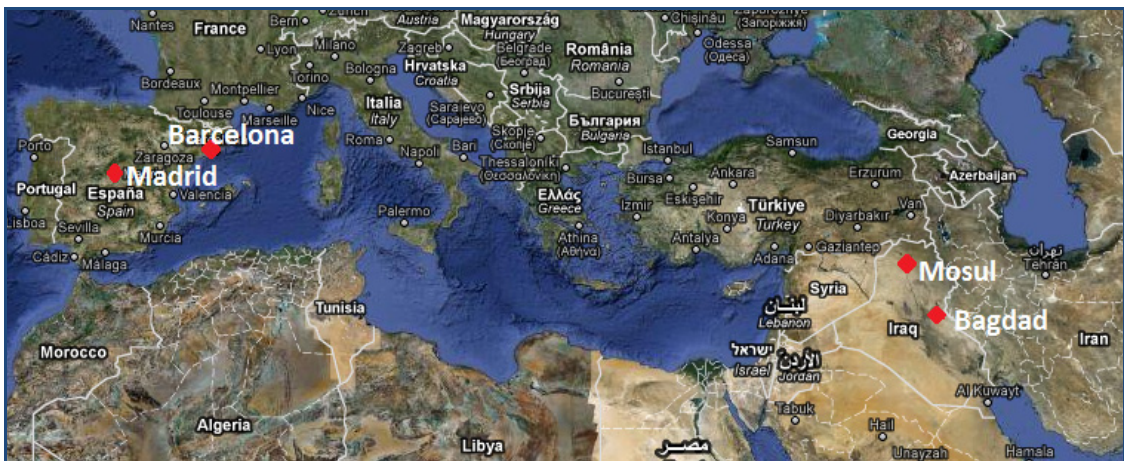 Nantes
France
Bern
Zürich
Austria
Magyarország
Hungary
Chișinău
Запоріжжя)
Lyon
Milano
Zagreb
Belgrade
(Београд)
România
Romania
Odessa
(Одеса)
Bordeaux
Torino
Bologna
Hrvatska
Croatia
Toulouse
Montpellier
Marseille
Nice
Italia
Italy
Sarajevo
(Сарајево)
Srbija
Serbia
București
Barcelona
Porto
Zaragoza
Roma
Napoli
Bari
Skopje
(Скопје)
България
Bulgaria
Istanbul
Samsun
Georgia
Madrid
Portugal
España
Spain
Valencia
Thessaloniki
(Θεσσαλονίκη)
Bursa
Ankara
Eskişehir
Erzurum
Azerbaijan
Lisboa
Sevilla
Murcia
Palermo
Ελλάς
Greece
Izmir
Konya
Türkiye
Turkey
Diyarbakır
Van
Cádiz
Málaga
Athina
(Αθήνα)
Antalya
Adana
Gaziantep
تهران
Tehrān
Mosul
Tunisia
Syria
لبنان
Lebanon
Iraq
Bagdad
Iran
Morocco
ישראל
Israel
الأردن
Jordan
Algeria
Libya
مصر
Tabuk
Al Kuwayt
Hail
Unayzah
Hamala